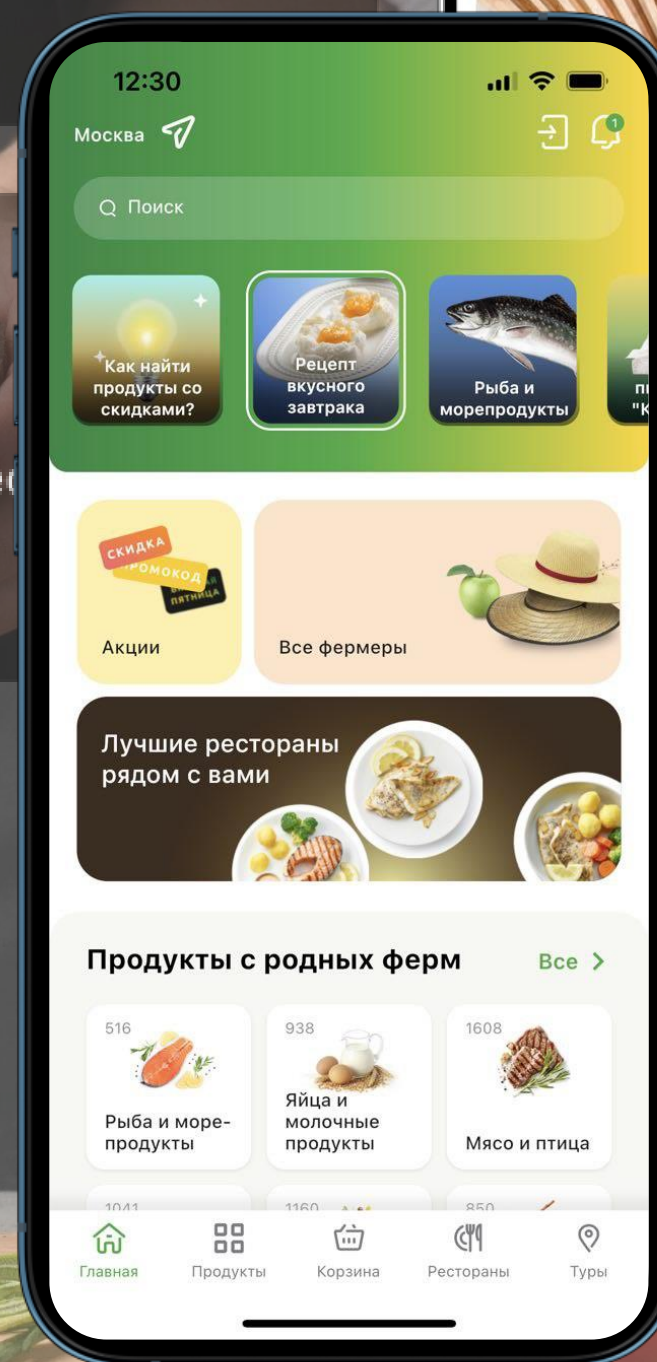 12:30
Москва
1
Поиск
Как найти
продукты со
скидками?
Рецепт
вкусного
завтрака
Рыба и
морепродукты
СКИДКА
ПРОМОКОД
ПЯТНИЦА
Акции
Все фермеры
Лучшие рестораны
рядом с вами
Продукты с родных ферм
Все
516
Рыба и море-
продукты
938
Яйца и
молочные
продукты
1608
Мясо и птица
1041
1160
850
Главная
Продукты
Корзина
Рестораны
Туры